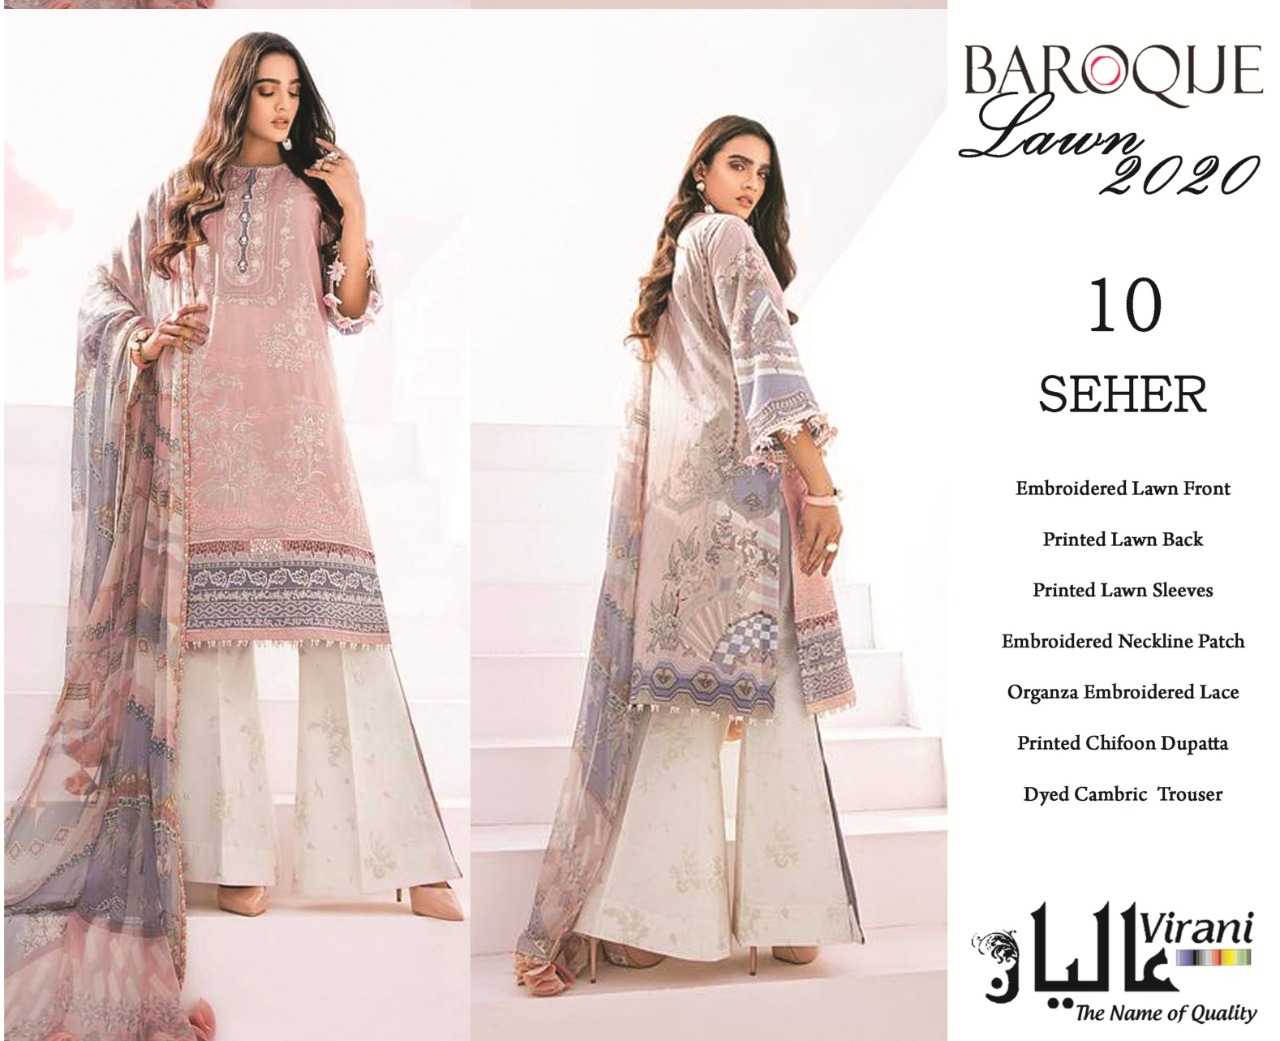 BAROQUE
Lawn
2020
10
SEHER
Embroidered Lawn Front
Printed Lawn Back
Printed Lawn Sleeves
Embroidered Neckline Patch
Organza Embroidered Lace
Printed Chifoon Dupatta
Dyed Cambric Trouser
عالیان
Virani
The Name of Quality